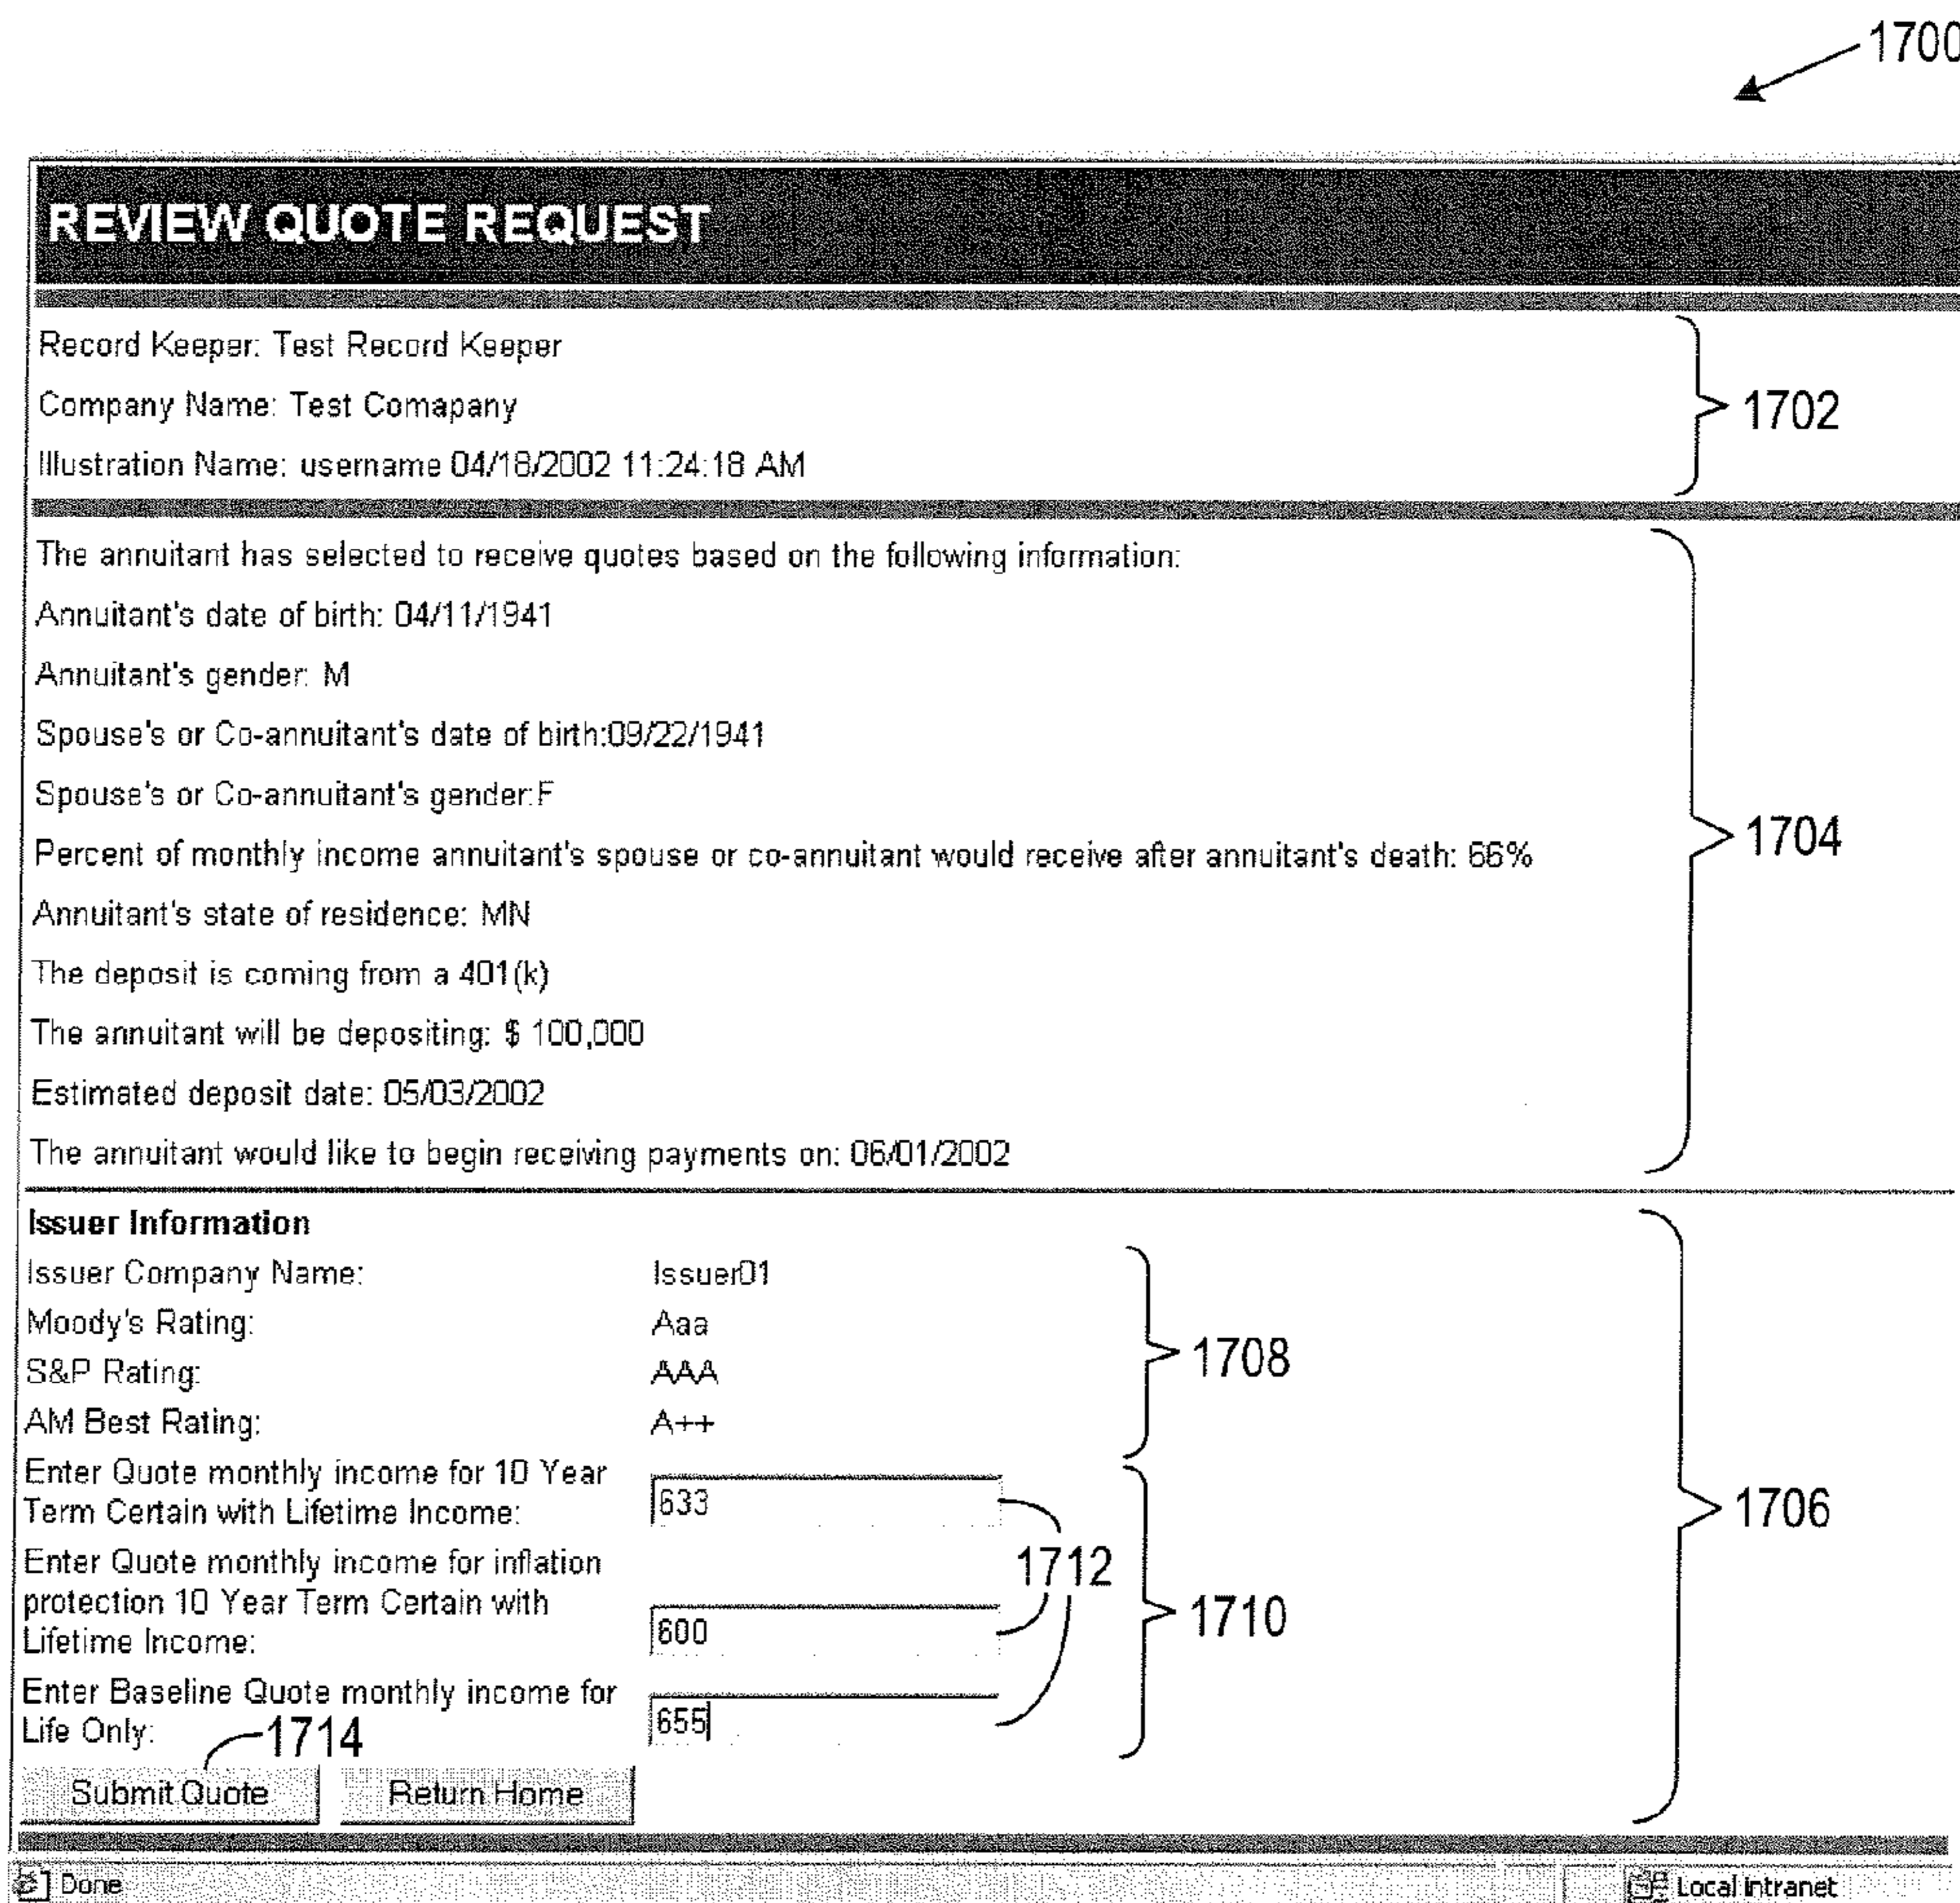 1700
REVIEW QUOTE REQUEST
Record Keeper: Test Record Keeper
Company Name: Test Comapany
1702
Illustration Name: username 04/18/2002 11:24:18 AM
The annuitant has selected to receive quotes based on the following information:
Annuitant's date of birth: 04/11/1941
Annuitant's gender: M
Spouse's or Co-annuitant's date of birth:09/22/1941
Spouse's or Co-annuitant's gender:F
Percent of monthly income annuitant's spouse or co-annuitant would receive after annuitant's death: 66%
1704
Annuitant's state of residence: MN
The deposit is coming from a 401(k)
The annuitant will be depositing: $ 100,000
Estimated deposit date: 05/03/2002
The annuitant would like to begin receiving payments on: 06/01/2002
Issuer Information
Issuer Company Name: Issuer01
Moody's Rating: Aaa
1708
S&P Rating: AAA
AM Best Rating: A++
Enter Quote monthly income for 10 Year
Term Certain with Lifetime Income: 633
1706
Enter Quote monthly income for inflation
protection 10 Year Term Certain with
Lifetime Income: 600
1712
1710
Enter Baseline Quote monthly income for
Life Only: 655
1714
Submit Quote Return Home
Done Local intranet